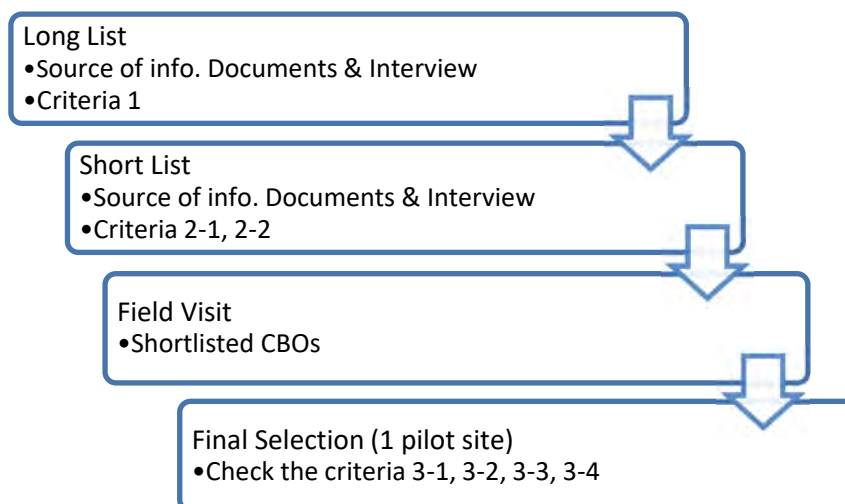 Long List
•Source of info. Documents & Interview
•Criteria 1
Short List
•Source of info. Documents & Interview
•Criteria 2-1, 2-2
Field Visit
•Shortlisted CBOs
Final Selection (1 pilot site)
•Check the criteria 3-1, 3-2, 3-3, 3-4